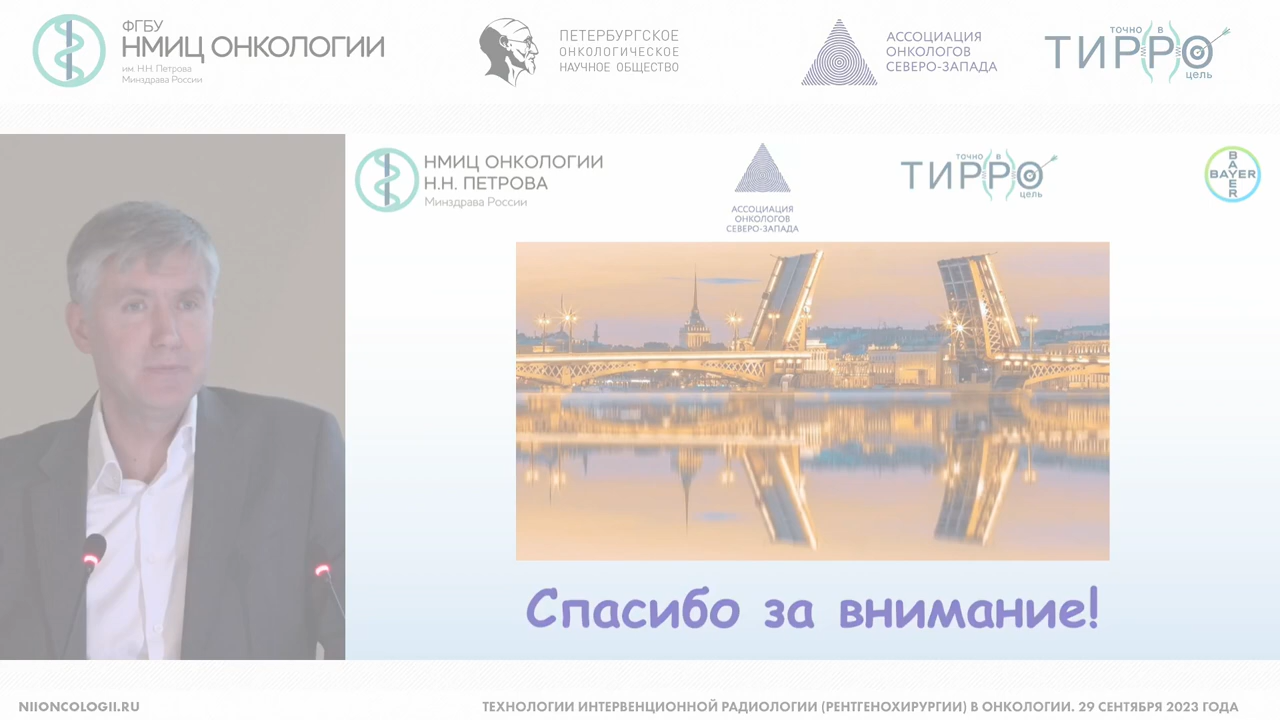 ФГБУ
НМИЦ ОНКОЛОГИИ
им. Н.Н. Петрова
Минздрава России
ПЕТЕРБУРГСКОЕ
ОНКОЛОГИЧЕСКОЕ
НАУЧНОЕ ОБЩЕСТВО
АССОЦИАЦИЯ
ОНКОЛОГОВ
СЕВЕРО-ЗАПАДА
ТОЧНО В
ТИРРО
цель
НМИЦ ОНКОЛОГИИ
Н.Н. ПЕТРОВА
Минздрава России
АССОЦИАЦИЯ
ОНКОЛОГОВ
СЕВЕРО-ЗАПАДА
ТОЧНО В
ТИРРО
цель
BAYER
BAYER
Спасибо за внимание!
NIIONCOLOGII.RU
ТЕХНОЛОГИИ ИНТЕРВЕНЦИОННОЙ РАДИОЛОГИИ (РЕНТГЕНОХИРУРГИИ) В ОНКОЛОГИИ. 29 СЕНТЯБРЯ 2023 ГОДА